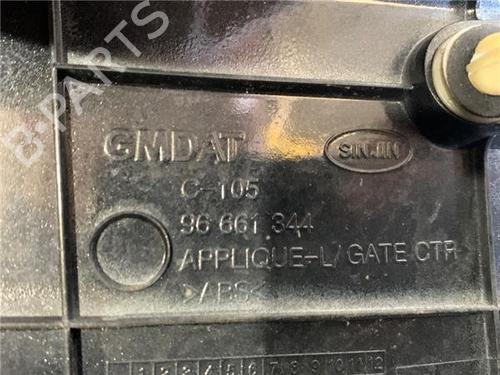 B-PARTS
GMDAT
SINJIN
C-105
96 661 344
APPLIQUE-L/GATE CTR
>ABS<
1 2 3 4 5 6 7 8 9 10 11 12